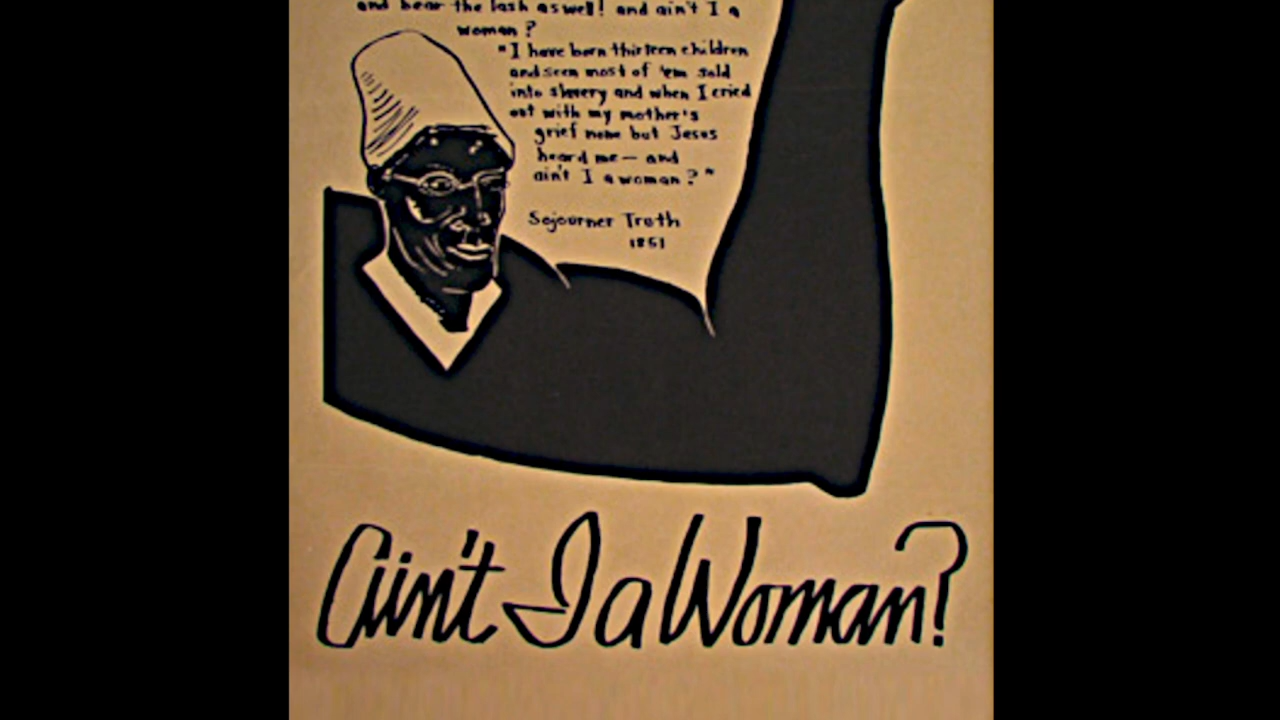 and bear the lash as well! and ain't I a
woman?
"I have born thirteen children
and seen most of 'em sold
into slavery and when I cried
out with my mother's
grief none but Jesus
heard me — and
ain't I a woman?"
Sojourner Truth
1851
Ain't I a Woman?